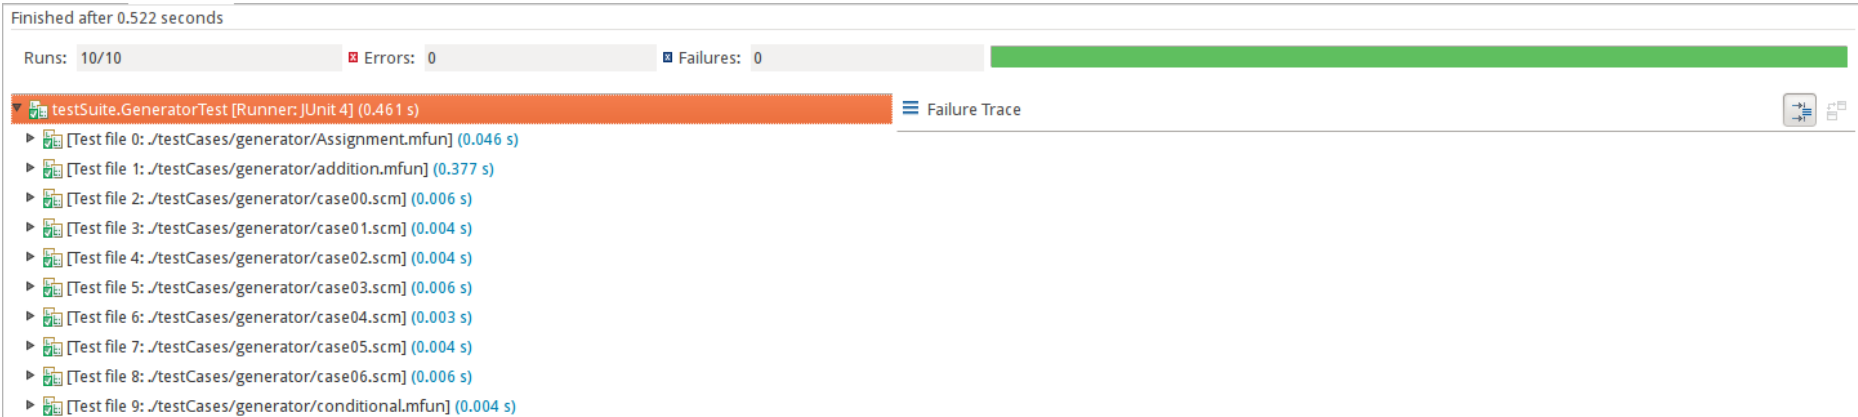 Finished after 0.522 seconds
Runs: 10/10 Errors: 0 Failures: 0
testSuite.GeneratorTest [Runner: JUnit 4] (0.461 s)
Failure Trace
[Test file 0: ./testCases/generator/Assignment.mfun] (0.046 s)
[Test file 1: ./testCases/generator/addition.mfun] (0.377 s)
[Test file 2: ./testCases/generator/case00.scm] (0.006 s)
[Test file 3: ./testCases/generator/case01.scm] (0.004 s)
[Test file 4: ./testCases/generator/case02.scm] (0.004 s)
[Test file 5: ./testCases/generator/case03.scm] (0.006 s)
[Test file 6: ./testCases/generator/case04.scm] (0.003 s)
[Test file 7: ./testCases/generator/case05.scm] (0.004 s)
[Test file 8: ./testCases/generator/case06.scm] (0.006 s)
[Test file 9: ./testCases/generator/conditional.mfun] (0.004 s)